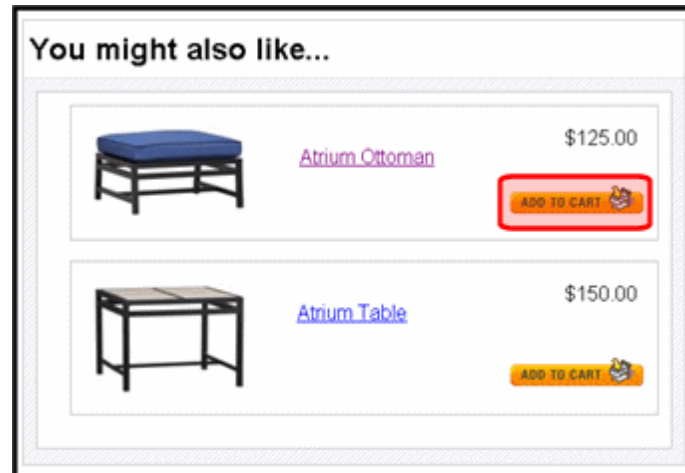 You might also like...
Atrium Ottoman
$125.00
ADD TO CART
Atrium Table
$150.00
ADD TO CART